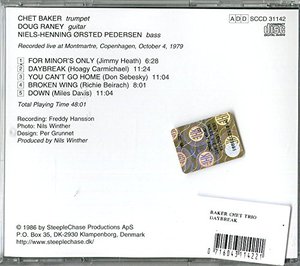 CHET BAKER trumpet
DOUG RANEY guitar
NIELS-HENNING ØRSTED PEDERSEN bass
ADD SCCD 31142
Recorded live at Montmartre, Copenhagen, October 4, 1979
1 FOR MINOR'S ONLY (Jimmy Heath) 6:28
2 DAYBREAK (Hoagy Carmichael) 11:14
3 YOU CAN'T GO HOME (Don Sebesky) 11:24
4 BROKEN WING (Richie Beirach) 8:11
5 DOWN (Miles Davis) 11:04
Total Playing Time 48:01
Recording: Freddy Hansson
Photo: Nils Winther
Design: Per Grunnet
Produced by Nils Winther
BAKER CHET TRIO
DAYBREAK
© 1986 by SteepleChase Productions ApS
P.O. Box 35, DK-2930 Klampenborg, Denmark
http://www.steeplechase.dk/